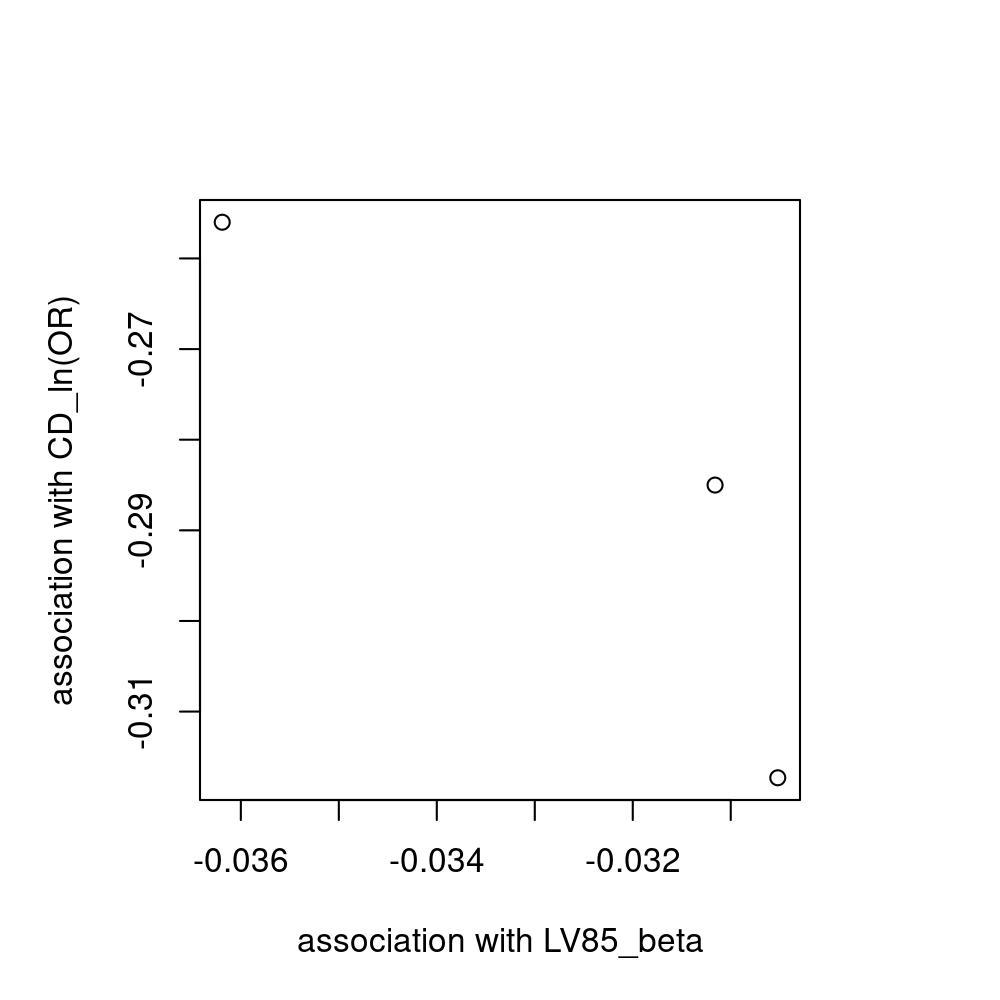 association with CD_ln(OR)
-0.27
-0.29
-0.31
-0.036 -0.034 -0.032
association with LV85_beta